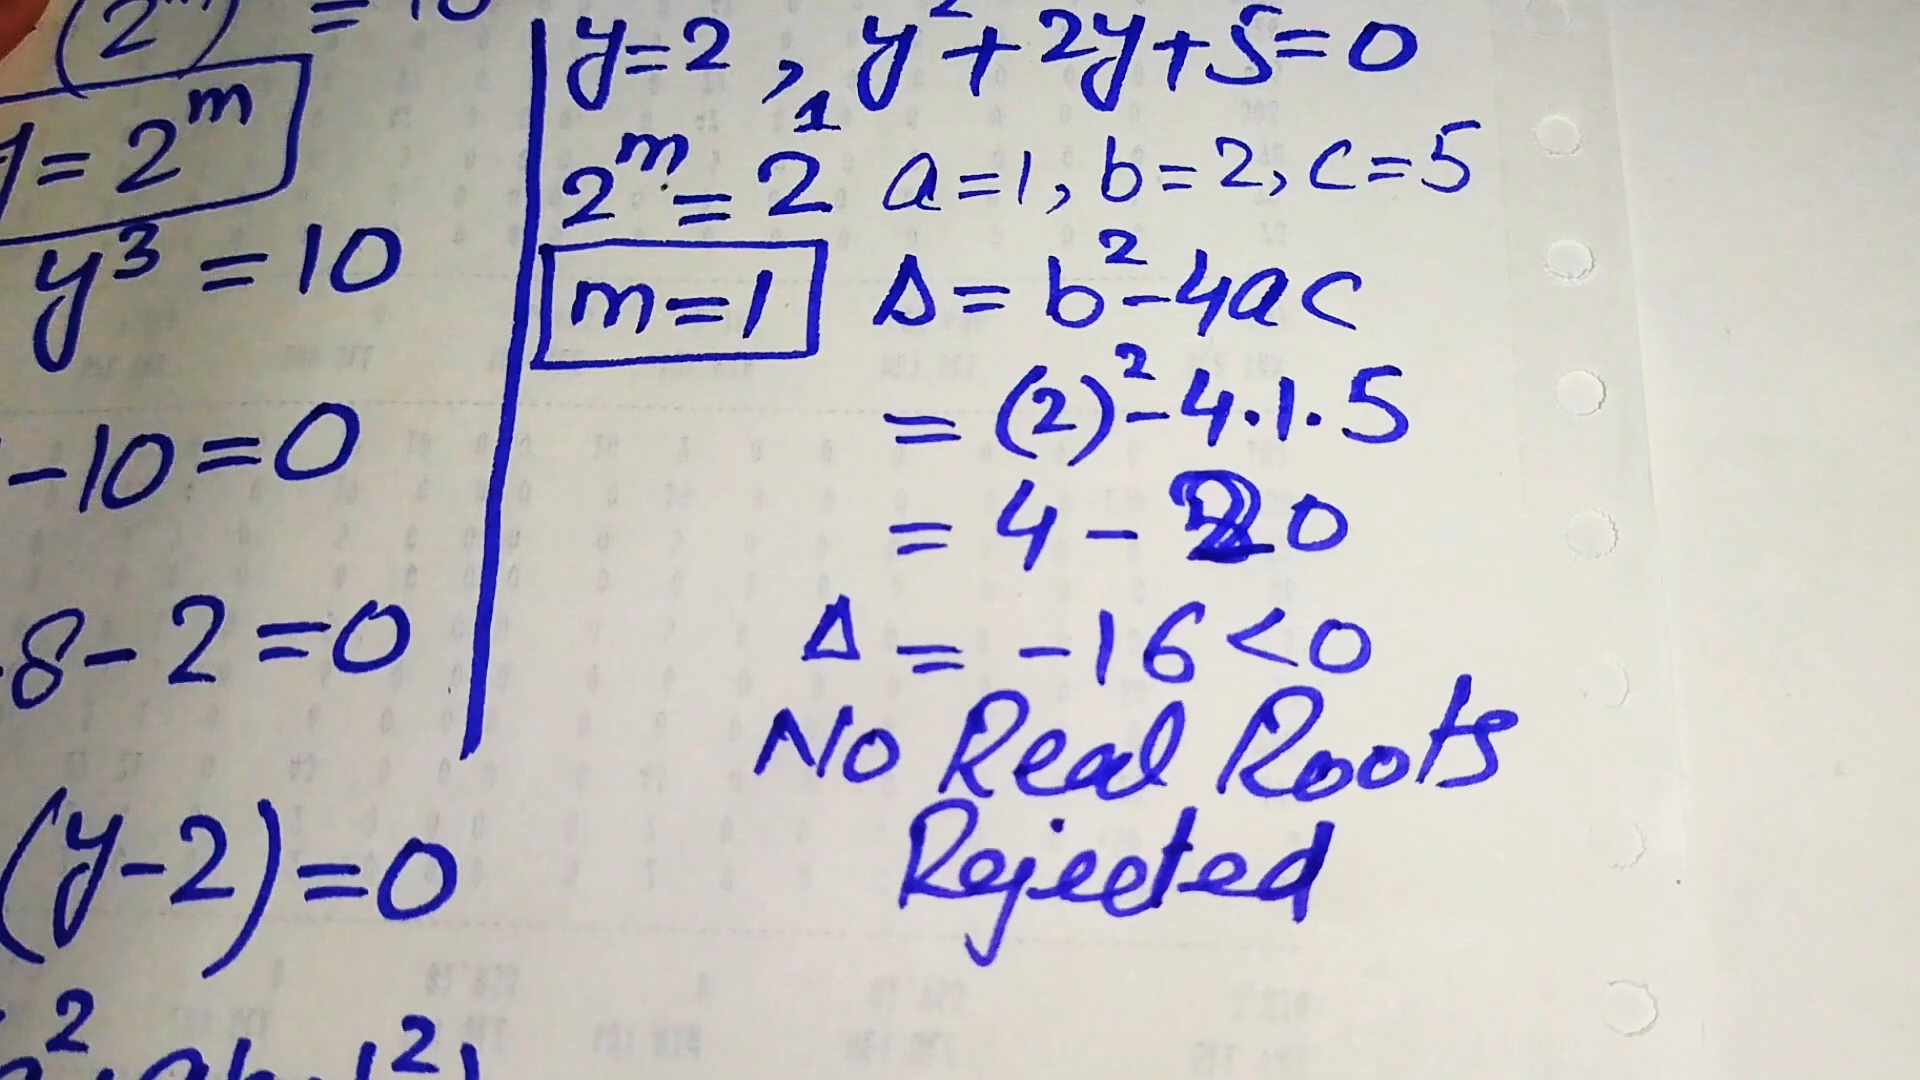 (2^m) = 10
y = 2^m
y^3 = 10
-10=0
8-2=0
(y-2)=0
y=2, y^2+2y+5=0
2^m = 2^1 a=1, b=2, c=5
m=1 Δ= b^2-4ac
= (2)^2-4.1.5
= 4 - 20
Δ = -16<0
No Real Roots
Rejected